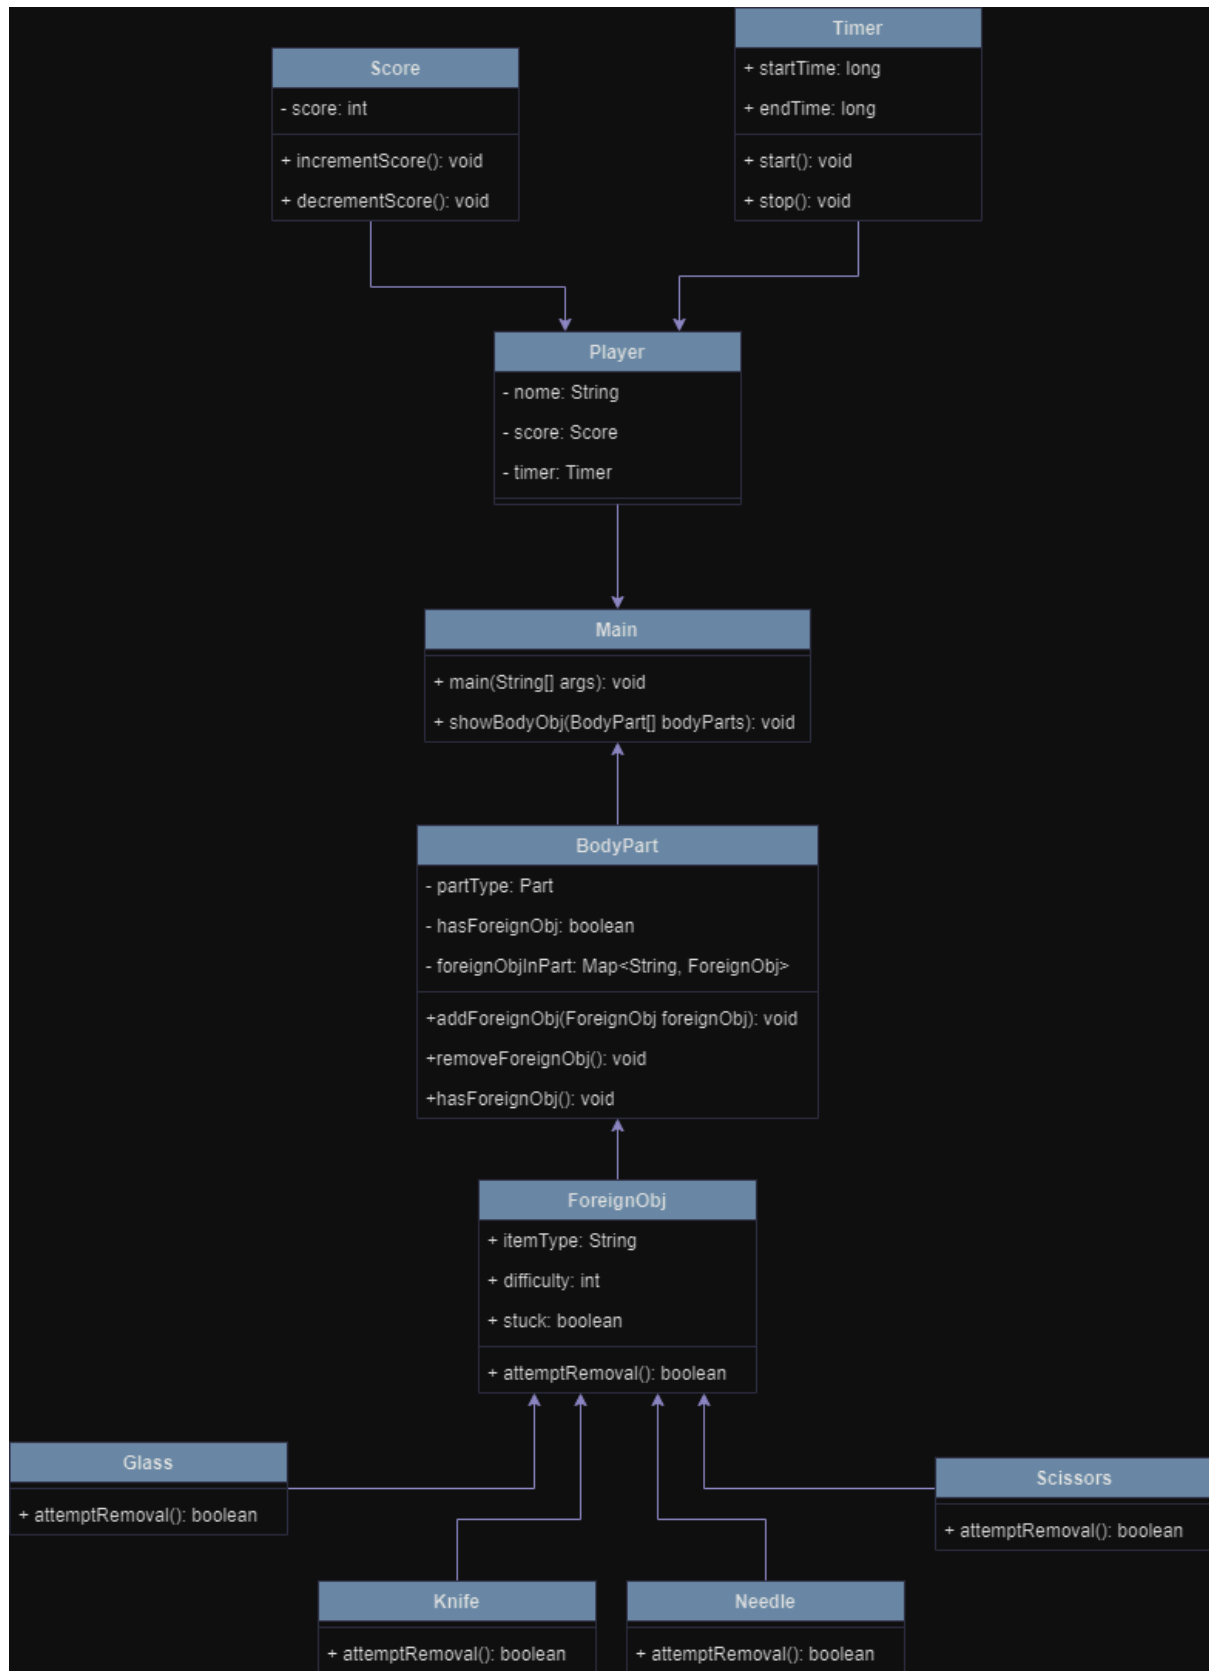 Score
- score: int
+ incrementScore(): void
+ decrementScore(): void
Timer
+ startTime: long
+ endTime: long
+ start(): void
+ stop(): void
Player
- nome: String
- score: Score
- timer: Timer
Main
+ main(String[] args): void
+ showBodyObj(BodyPart[] bodyParts): void
BodyPart
- partType: Part
- hasForeignObj: boolean
- foreignObjInPart: Map<String, ForeignObj>
+addForeignObj(ForeignObj foreignObj): void
+removeForeignObj(): void
+hasForeignObj(): void
ForeignObj
+ itemType: String
+ difficulty: int
+ stuck: boolean
+ attemptRemoval(): boolean
Glass
+ attemptRemoval(): boolean
Scissors
+ attemptRemoval(): boolean
Knife
+ attemptRemoval(): boolean
Needle
+ attemptRemoval(): boolean